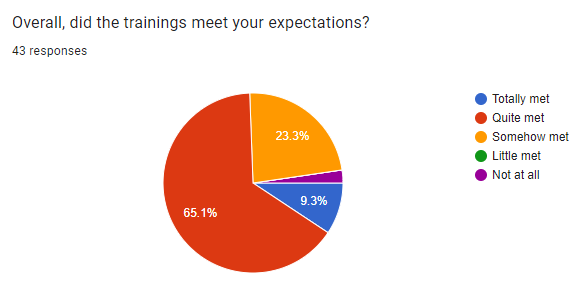 Overall, did the trainings meet your expectations?
43 responses
Totally met
Quite met
Somehow met
Little met
Not at all
23.3%
9.3%
65.1%